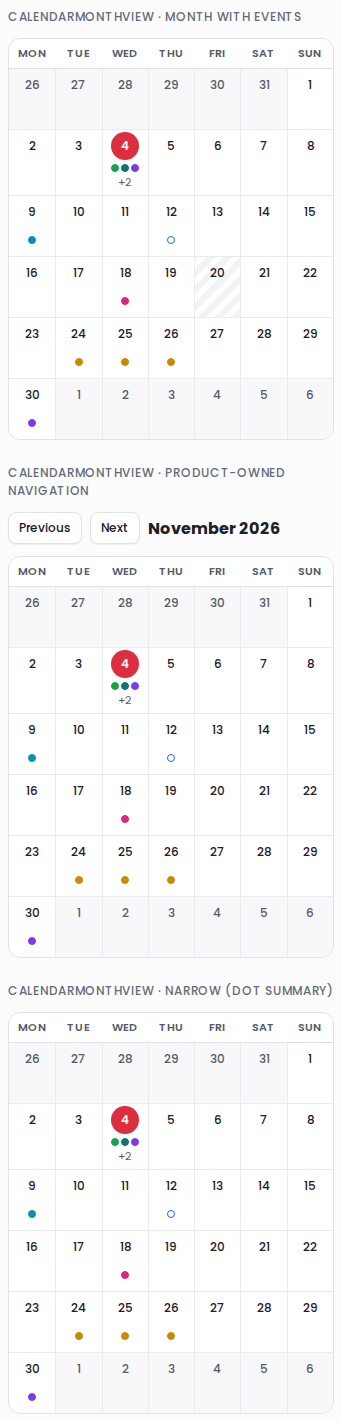 CALENDARMONTHVIEW · MONTH WITH EVENTS
MON TUE WED THU FRI SAT SUN
26 27 28 29 30 31 1
2 3 4 5 6 7 8
+2
9 10 11 12 13 14 15
16 17 18 19 20 21 22
23 24 25 26 27 28 29
30 1 2 3 4 5 6
CALENDARMONTHVIEW · PRODUCT-OWNED
NAVIGATION
Previous Next November 2026
MON TUE WED THU FRI SAT SUN
26 27 28 29 30 31 1
2 3 4 5 6 7 8
+2
9 10 11 12 13 14 15
16 17 18 19 20 21 22
23 24 25 26 27 28 29
30 1 2 3 4 5 6
CALENDARMONTHVIEW · NARROW (DOT SUMMARY)
MON TUE WED THU FRI SAT SUN
26 27 28 29 30 31 1
2 3 4 5 6 7 8
+2
9 10 11 12 13 14 15
16 17 18 19 20 21 22
23 24 25 26 27 28 29
30 1 2 3 4 5 6